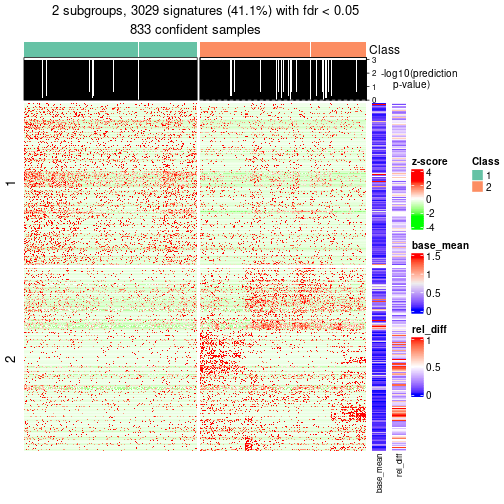 2 subgroups, 3029 signatures (41.1%) with fdr < 0.05
833 confident samples
Class
3
2
1
0
-log10(prediction
p-value)
1
2
z-score
4
2
0
-2
-4
Class
1
2
base_mean
1.5
1
0.5
0
rel_diff
1
0.5
0
base_mean
rel_diff